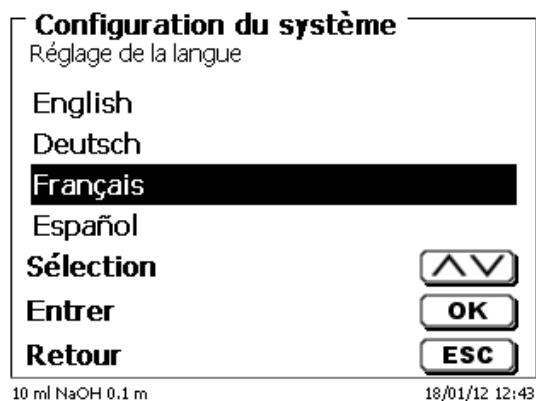 Configuration du système
Réglage de la langue
English
Deutsch
Français
Español
Sélection
Entrer OK
Retour ESC
10 ml NaOH 0.1 m 18/01/12 12:43